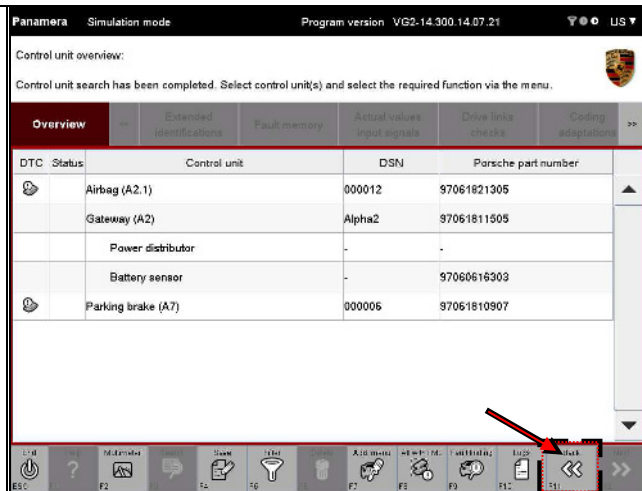 Panamera Simulation mode Program version VG2-14.300.14.07.21 US
Control unit overview:
Control unit search has been completed. Select control unit(s) and select the required function via the menu.
Overview Extended identifications Fault memory Actual values input signals Drive links checks Coding adaptations >>
DTC Status Control unit DSN Porsche part number
Airbag (A2.1) 000012 97061821305
Gateway (A2) Alpha2 97061811505
Power distributor - -
Battery sensor - 97060616303
Parking brake (A7) 000006 97061810907
Multimeter Save Filter Logs Back
ESC F2 F4 F6 F7 F8 F9 F10 F11